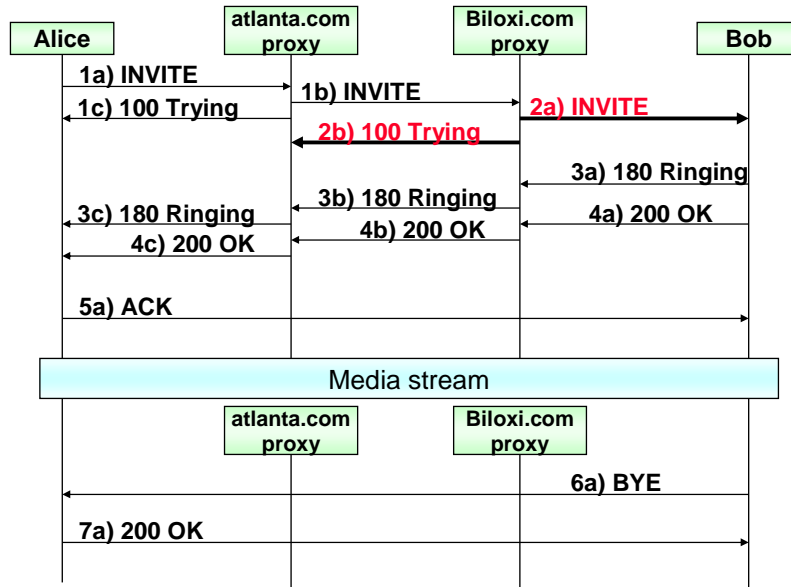 Alice
atlanta.com
proxy
Biloxi.com
proxy
Bob
1a) INVITE
1b) INVITE
1c) 100 Trying
2a) INVITE
2b) 100 Trying
3a) 180 Ringing
3b) 180 Ringing
3c) 180 Ringing
4a) 200 OK
4b) 200 OK
4c) 200 OK
5a) ACK
Media stream
atlanta.com
proxy
Biloxi.com
proxy
6a) BYE
7a) 200 OK